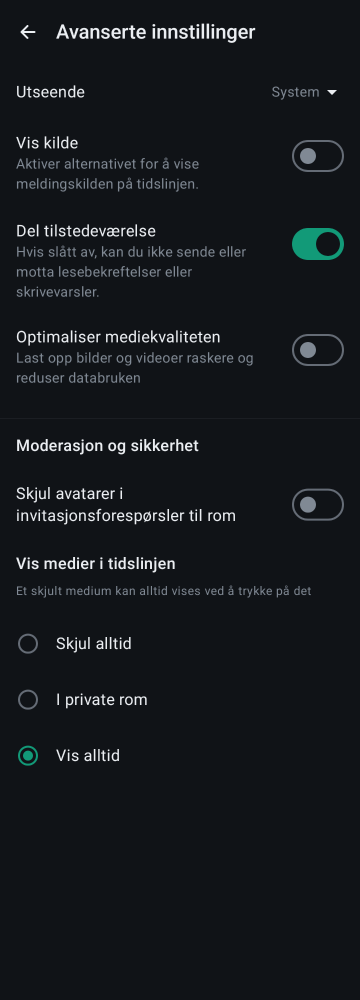 Avanserte innstillinger
Utseende
System
Vis kilde
Aktiver alternativet for å vise
meldingskilden på tidslinjen.
Del tilstedeværelse
Hvis slått av, kan du ikke sende eller
motta lesebekreftelser eller
skrivevarsler.
Optimaliser mediekvaliteten
Last opp bilder og videoer raskere og
reduser databruken
Moderasjon og sikkerhet
Skjul avatarer i
invitasjonsforespørsler til rom
Vis medier i tidslinjen
Et skjult medium kan alltid vises ved å trykke på det
Skjul alltid
I private rom
Vis alltid